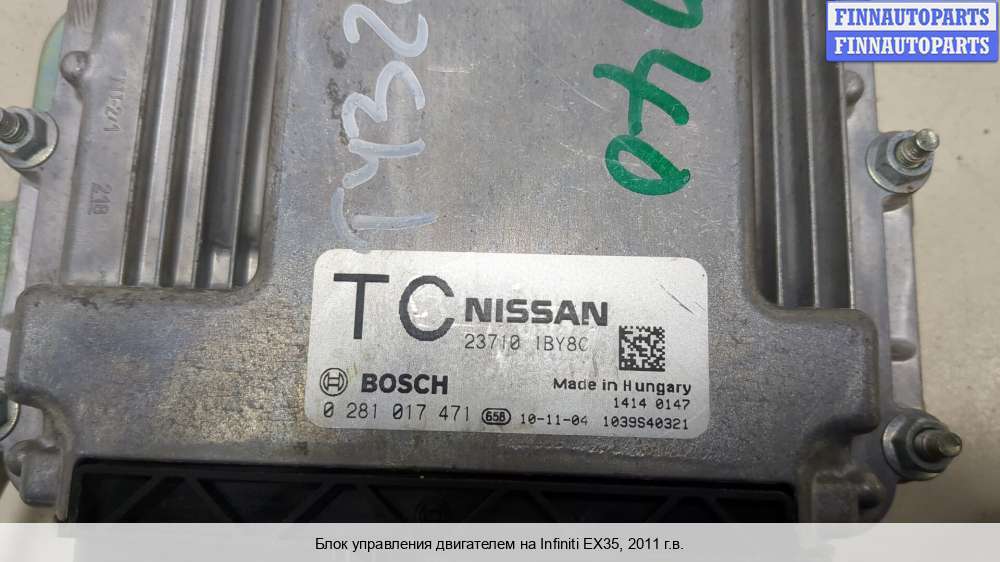 FINNAUTOPARTS
FINNAUTOPARTS
TC NISSAN
23710 1BY8C
BOSCH
Made in Hungary
1414 0147
0 281 017 471 658 10-11-04 1039S40321
210
Блок управления двигателем на Infiniti EX35, 2011 г.в.